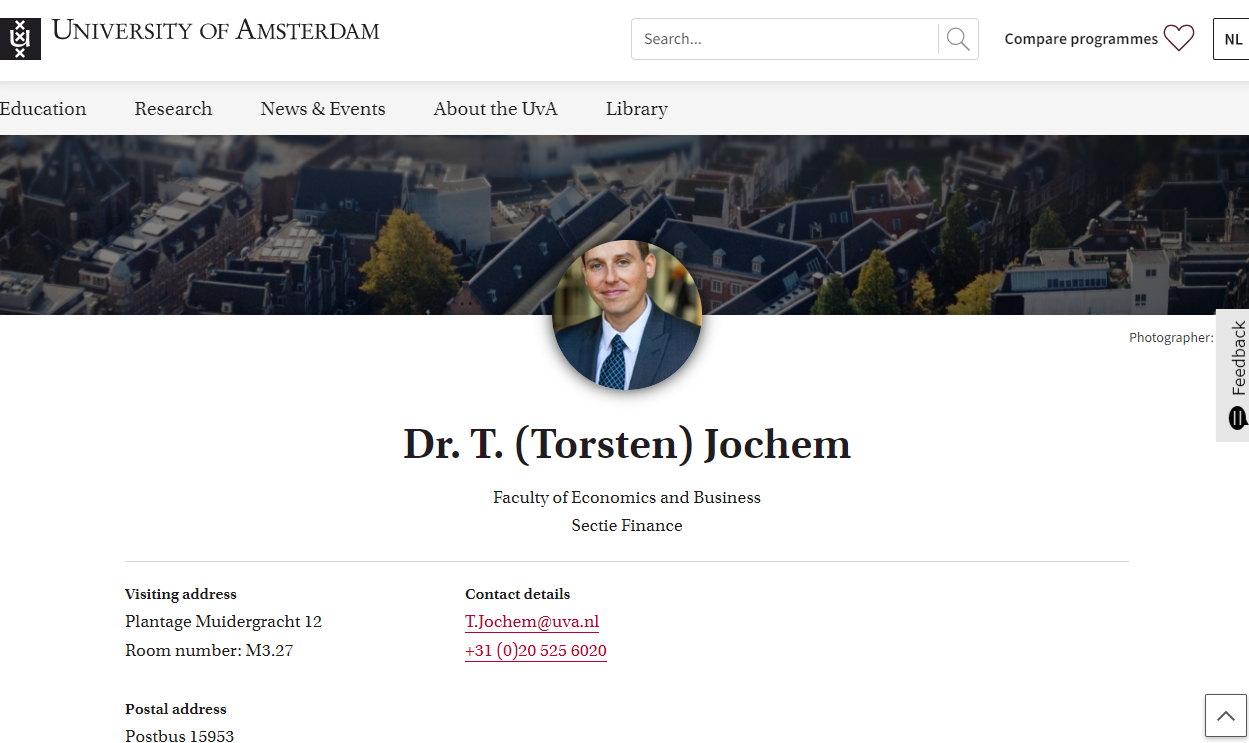 UNIVERSITY OF AMSTERDAM
Search...
Compare programmes
NL
Education
Research
News & Events
About the UvA
Library
Photographer:
Feedback
Dr. T. (Torsten) Jochem
Faculty of Economics and Business
Sectie Finance
Visiting address
Plantage Muidergracht 12
Room number: M3.27
Contact details
T.Jochem@uva.nl
+31 (0)20 525 6020
Postal address
Postbus 15953